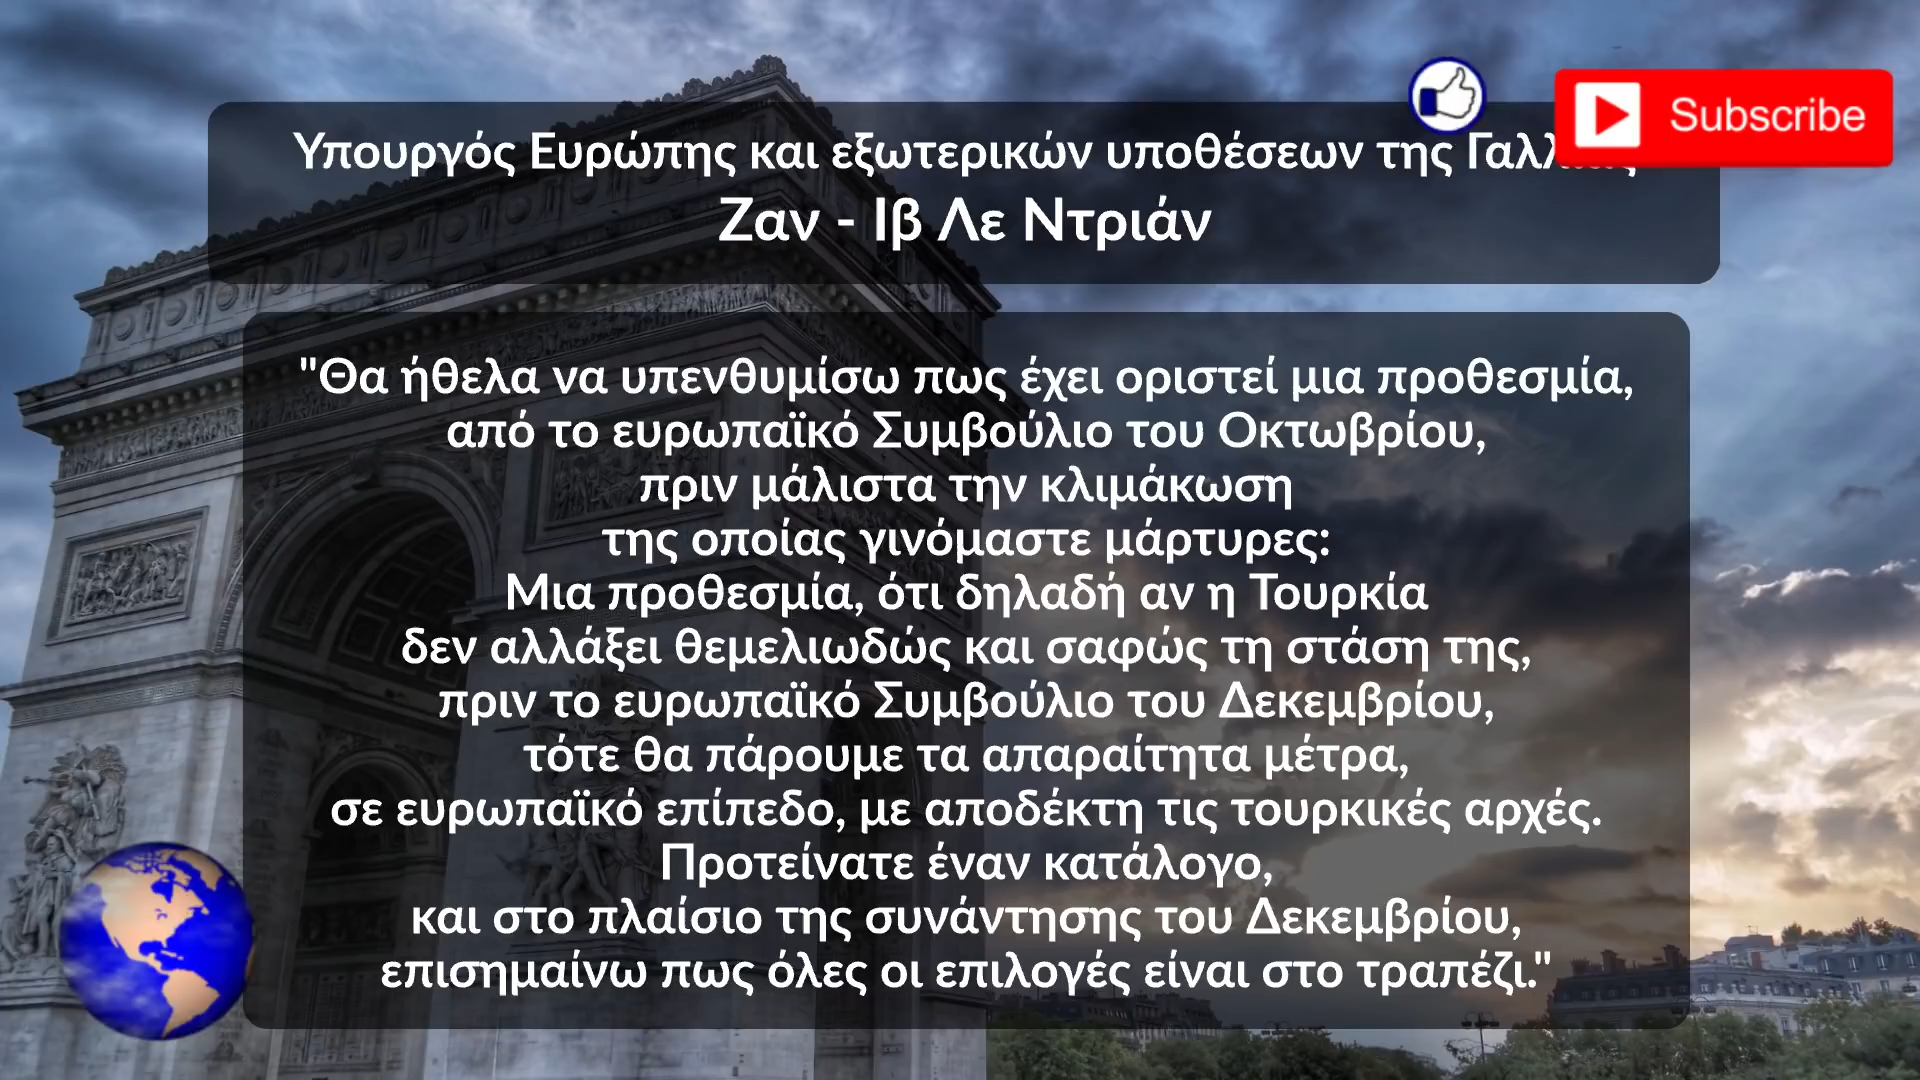 Υπουργός Ευρώπης και εξωτερικών υποθέσεων της
Ζαν - Ιβ Λε Ντριάν
Subscribe
"Θα ήθελα να υπενθυμίσω πως έχει οριστεί μια προθεσμία,
από το ευρωπαϊκό Συμβούλιο του Οκτωβρίου,
πριν μάλιστα την κλιμάκωση
της οποίας γινόμαστε μάρτυρες:
Μια προθεσμία, ότι δηλαδή αν η Τουρκία
δεν αλλάξει θεμελιωδώς και σαφώς τη στάση της,
πριν το ευρωπαϊκό Συμβούλιο του Δεκεμβρίου,
τότε θα πάρουμε τα απαραίτητα μέτρα,
σε ευρωπαϊκό επίπεδο, με αποδέκτη τις τουρκικές αρχές.
Προτείνατε έναν κατάλογο,
και στο πλαίσιο της συνάντησης του Δεκεμβρίου,
επισημαίνω πως όλες οι επιλογές είναι στο τραπέζι."